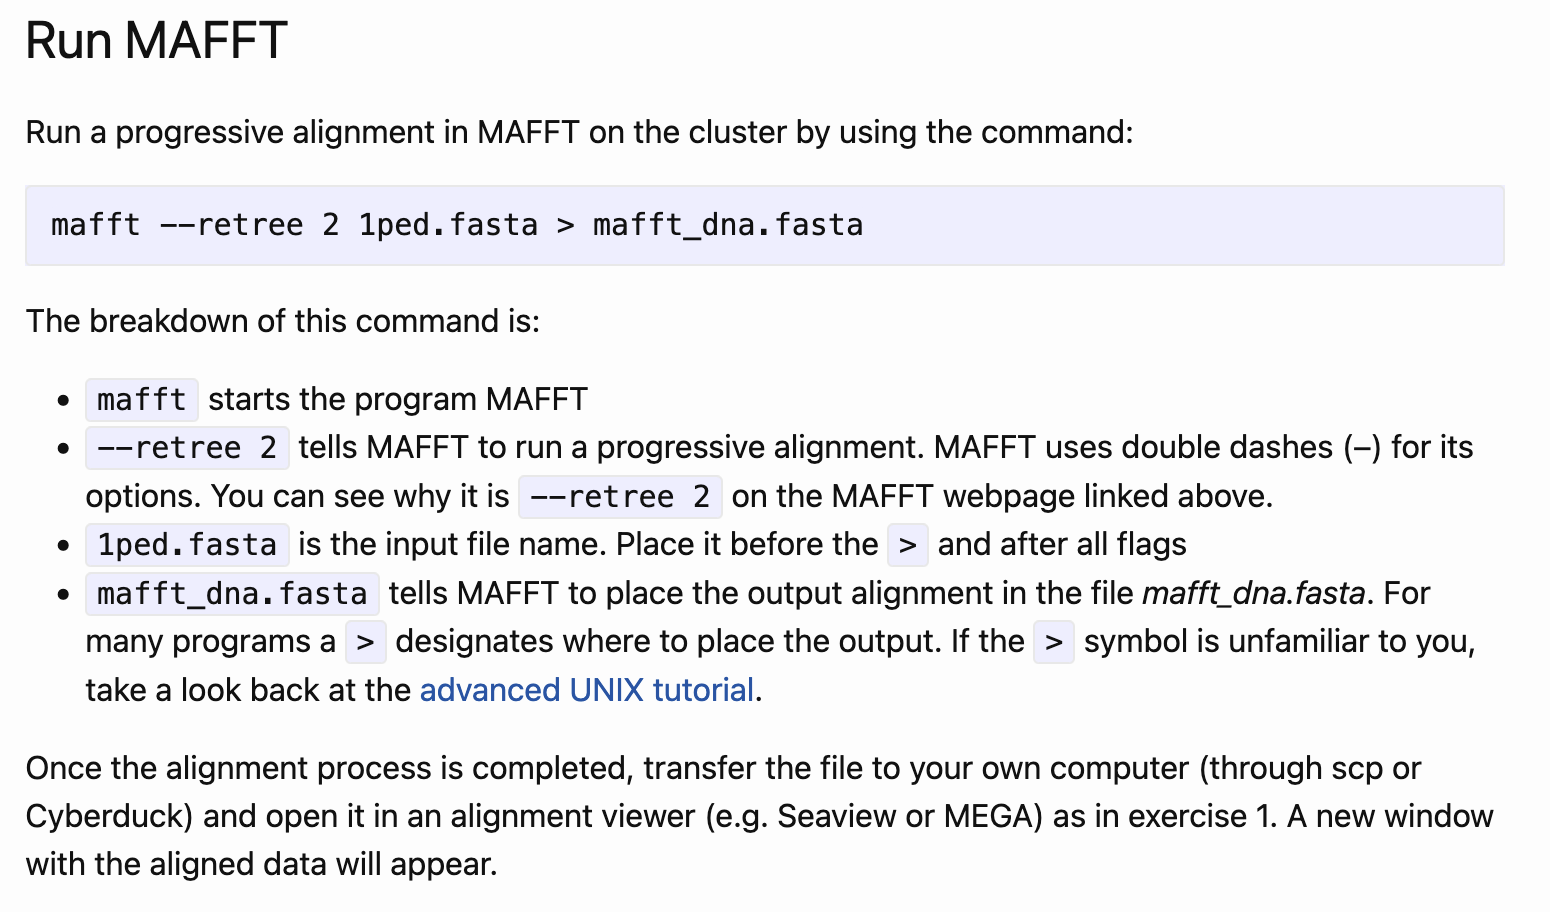 Run MAFFT
Run a progressive alignment in MAFFT on the cluster by using the command:
mafft --retree 2 1ped.fasta > mafft_dna.fasta
The breakdown of this command is:
• mafft starts the program MAFFT
• --retree 2 tells MAFFT to run a progressive alignment. MAFFT uses double dashes (–) for its
options. You can see why it is --retree 2 on the MAFFT webpage linked above.
• 1ped.fasta is the input file name. Place it before the > and after all flags
• mafft_dna.fasta tells MAFFT to place the output alignment in the file mafft_dna.fasta. For
many programs a > designates where to place the output. If the > symbol is unfamiliar to you,
take a look back at the advanced UNIX tutorial.
Once the alignment process is completed, transfer the file to your own computer (through scp or
Cyberduck) and open it in an alignment viewer (e.g. Seaview or MEGA) as in exercise 1. A new window
with the aligned data will appear.